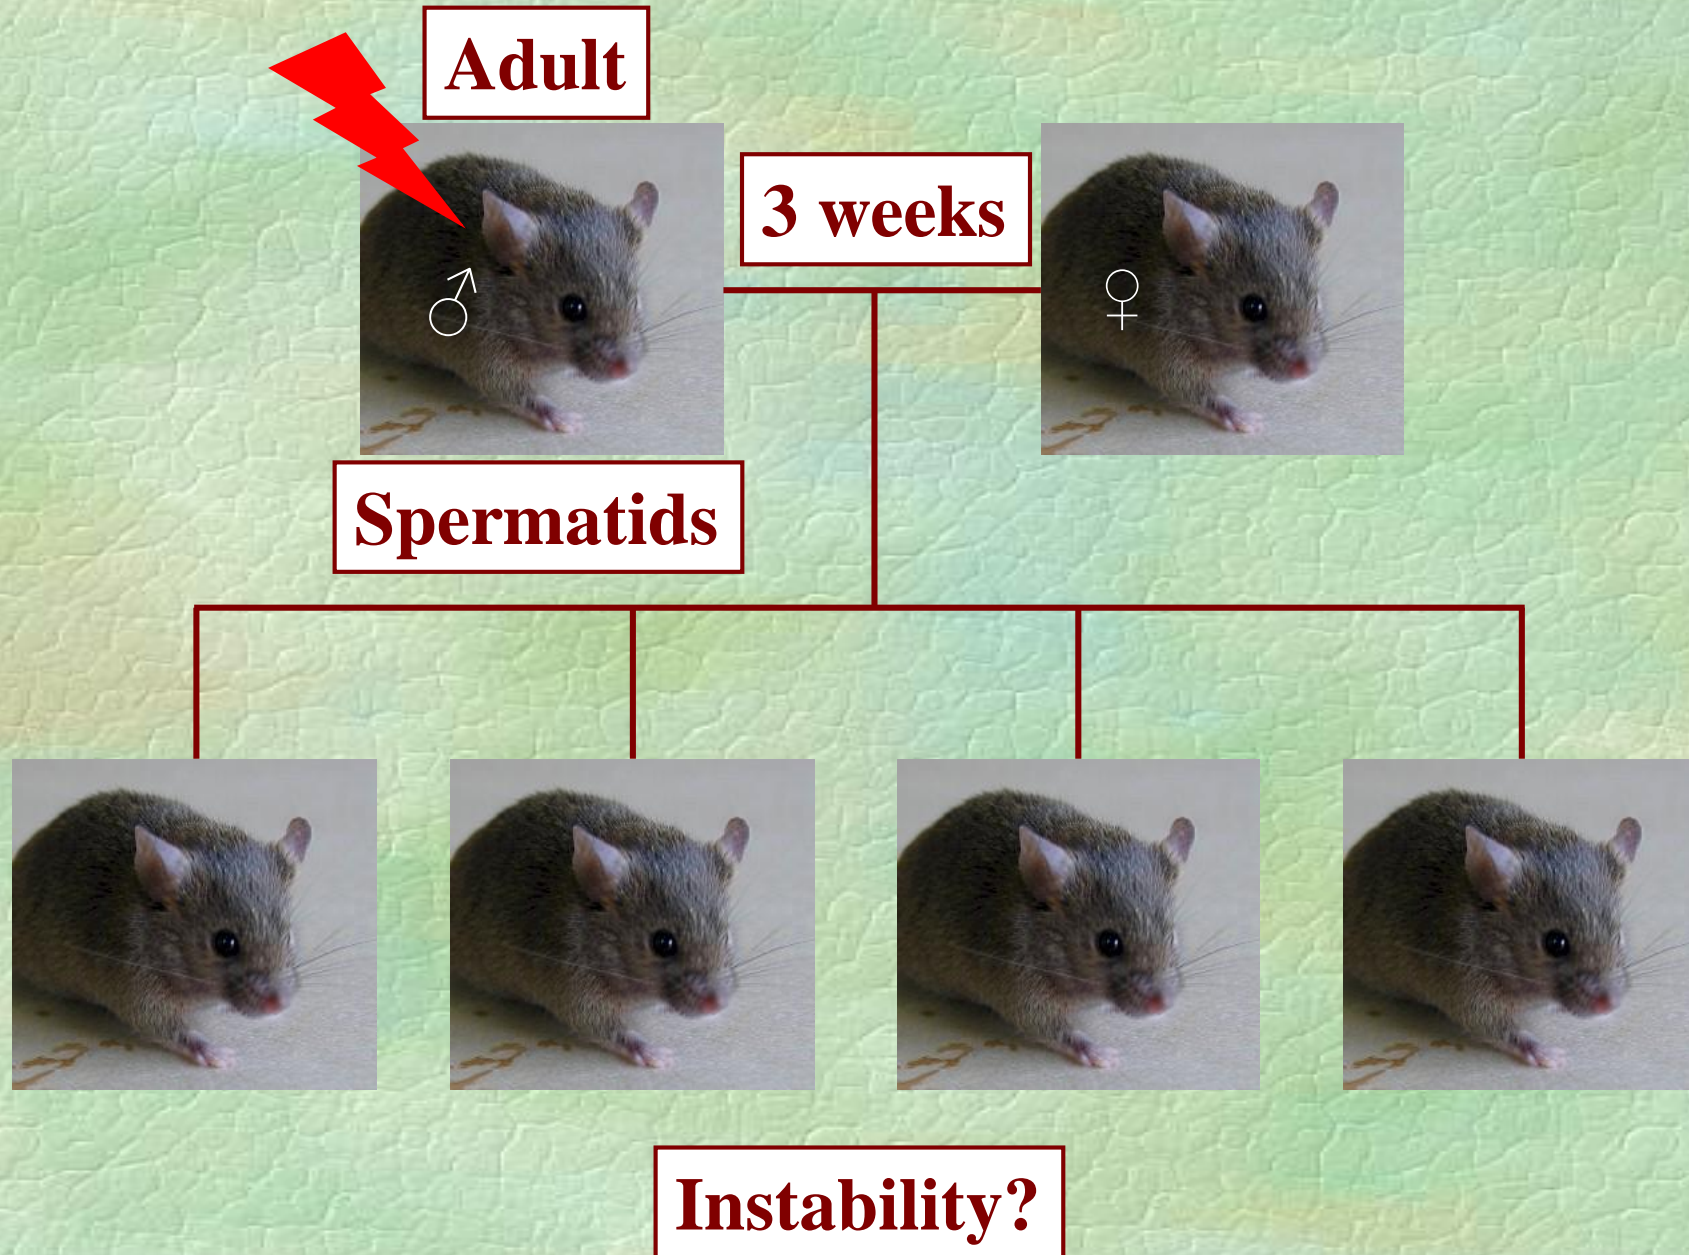 Adult
3 weeks
♂
♀
Spermatids
Instability?